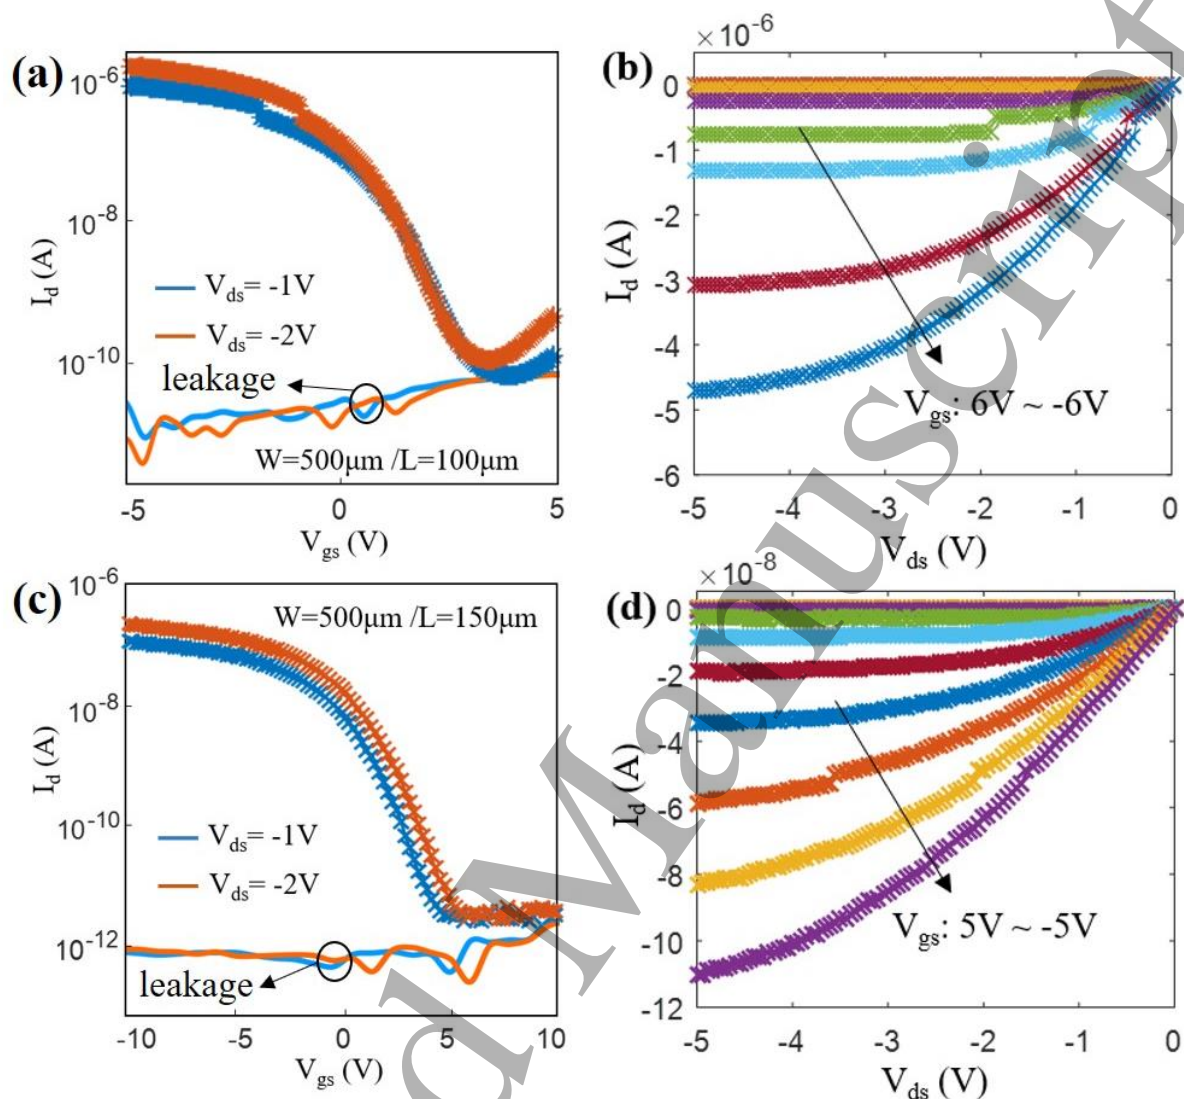 (a)
10^-6
10^-8
10^-10
I_d (A)
V_ds= -1V
V_ds= -2V
leakage
W=500μm /L=100μm
-5 0 5
V_gs (V)
(b)
×10^-6
0
-1
-2
-3
-4
-5
-6
I_d (A)
V_gs: 6V ~ -6V
-5 -4 -3 -2 -1 0
V_ds (V)
(c)
10^-6
10^-8
10^-10
10^-12
I_d (A)
W=500μm /L=150μm
V_ds= -1V
V_ds= -2V
leakage
-10 -5 0 5 10
V_gs (V)
(d)
×10^-8
0
-2
-4
-6
-8
-10
-12
I_d (A)
V_gs: 5V ~ -5V
-5 -4 -3 -2 -1 0
V_ds (V)
d Manuscript